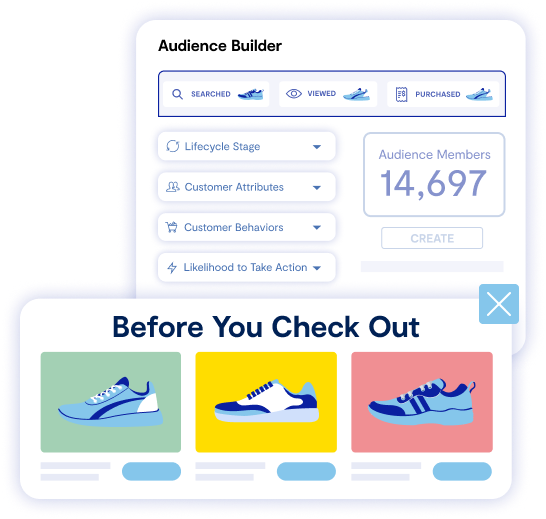 Audience Builder
SEARCHED
VIEWED
PURCHASED
Lifecycle Stage
Customer Attributes
Customer Behaviors
Likelihood to Take Action
Audience Members
14,697
CREATE
Before You Check Out